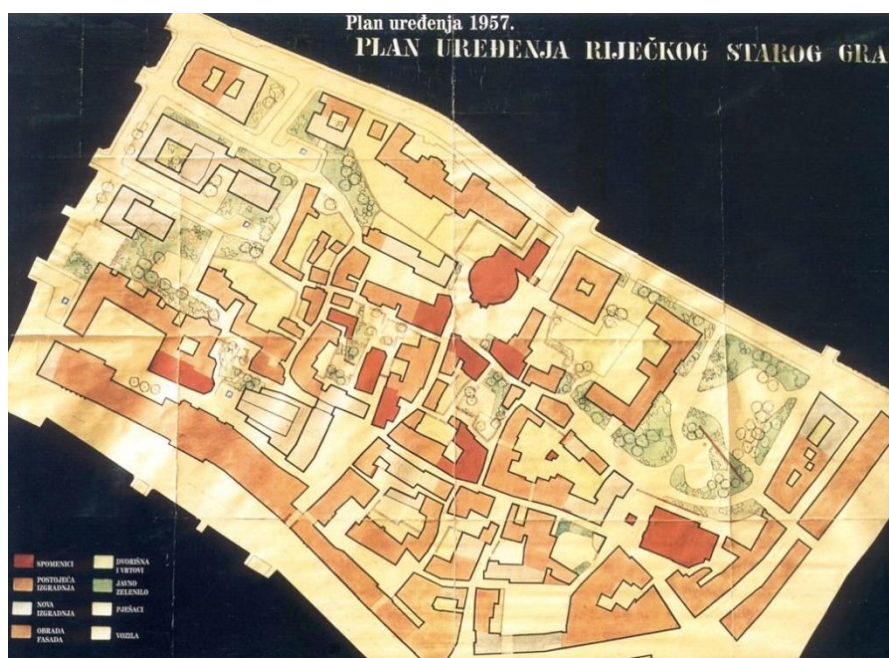 Plan uređenja 1957.
PLAN UREĐENJA RIJEČKOG STAROG GRA
SPOMENICI
POSTOJEĆA
IZGRADNJA
NOVA
IZGRADNJA
OBRADA
FASADA
DVORIŠNA
I VRTOVI
JAVNO
ZELENILO
PJEŠACI
VOZILA